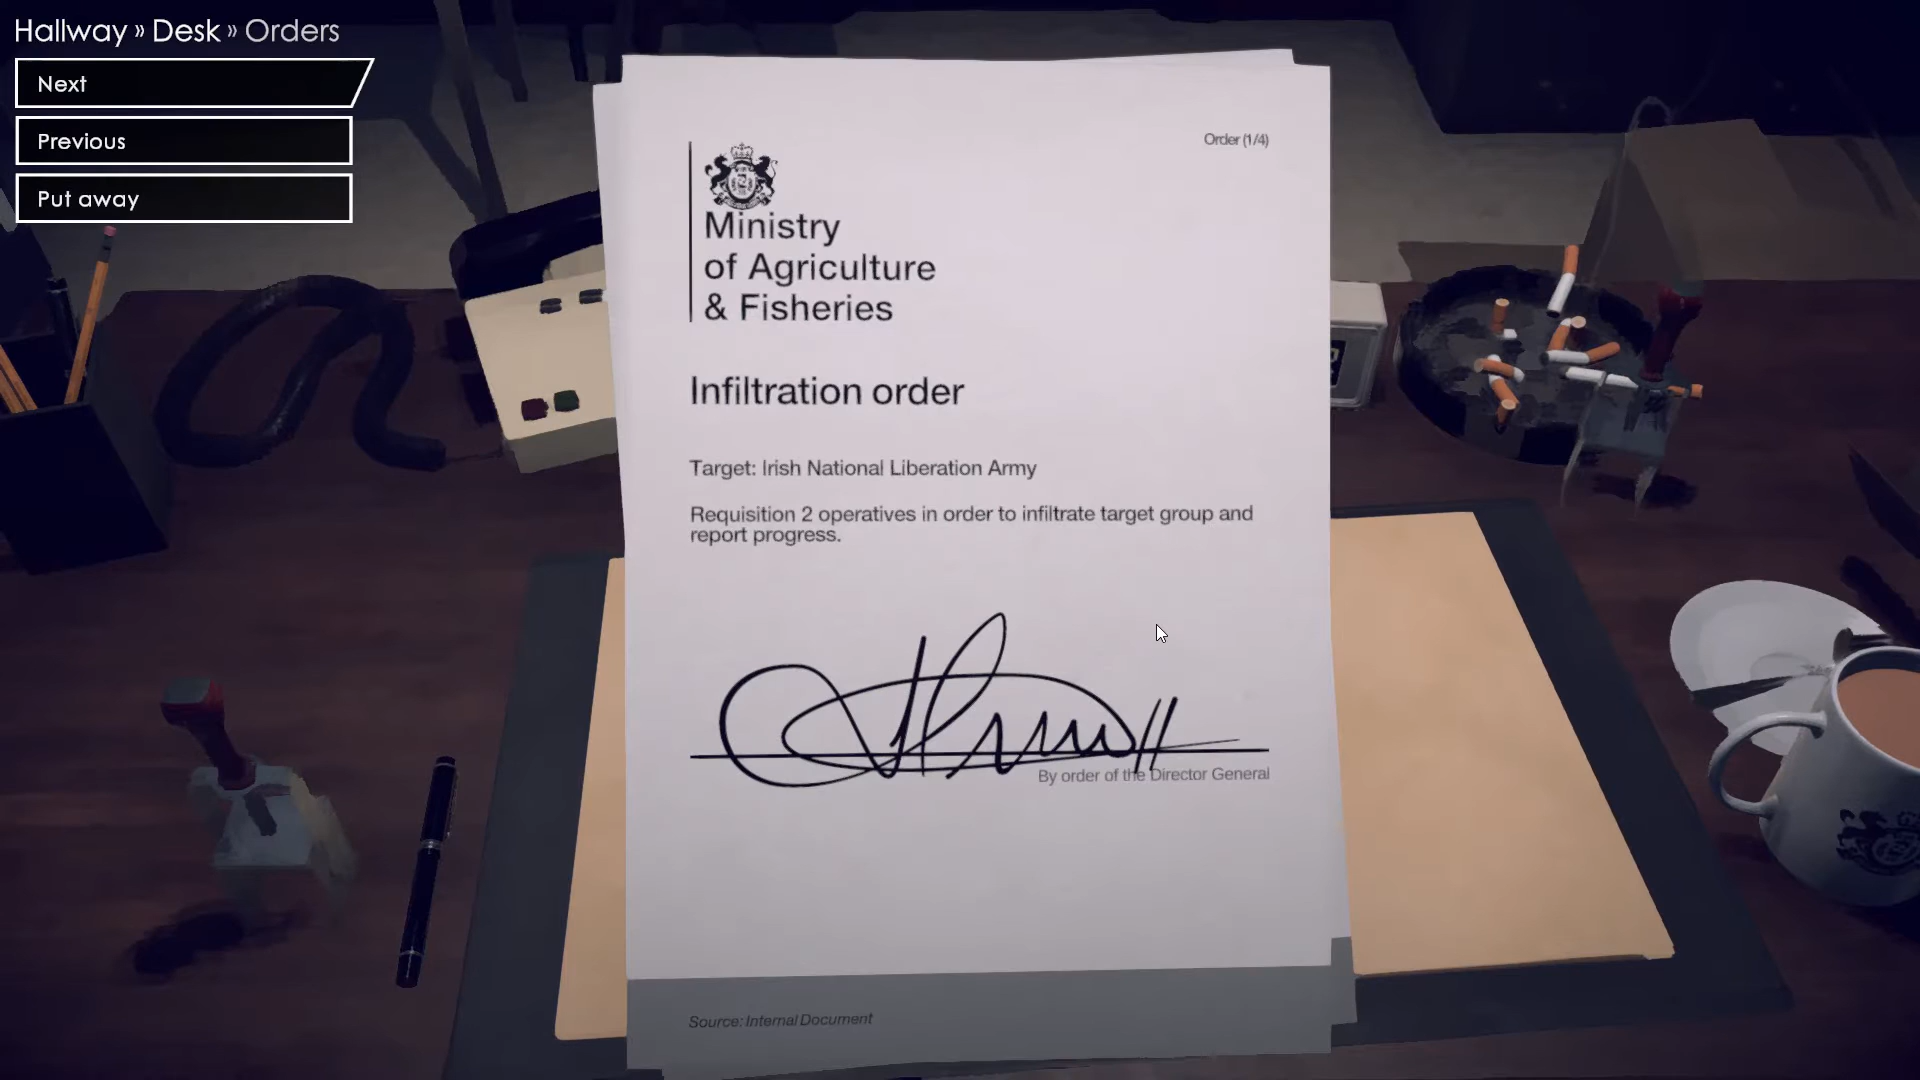 Hallway » Desk » Orders
Next
Previous
Put away
Order (1/4)
Ministry
of Agriculture
& Fisheries
Infiltration order
Target: Irish National Liberation Army
Requisition 2 operatives in order to infiltrate target group and
report progress.
By order of the Director General
Source: Internal Document